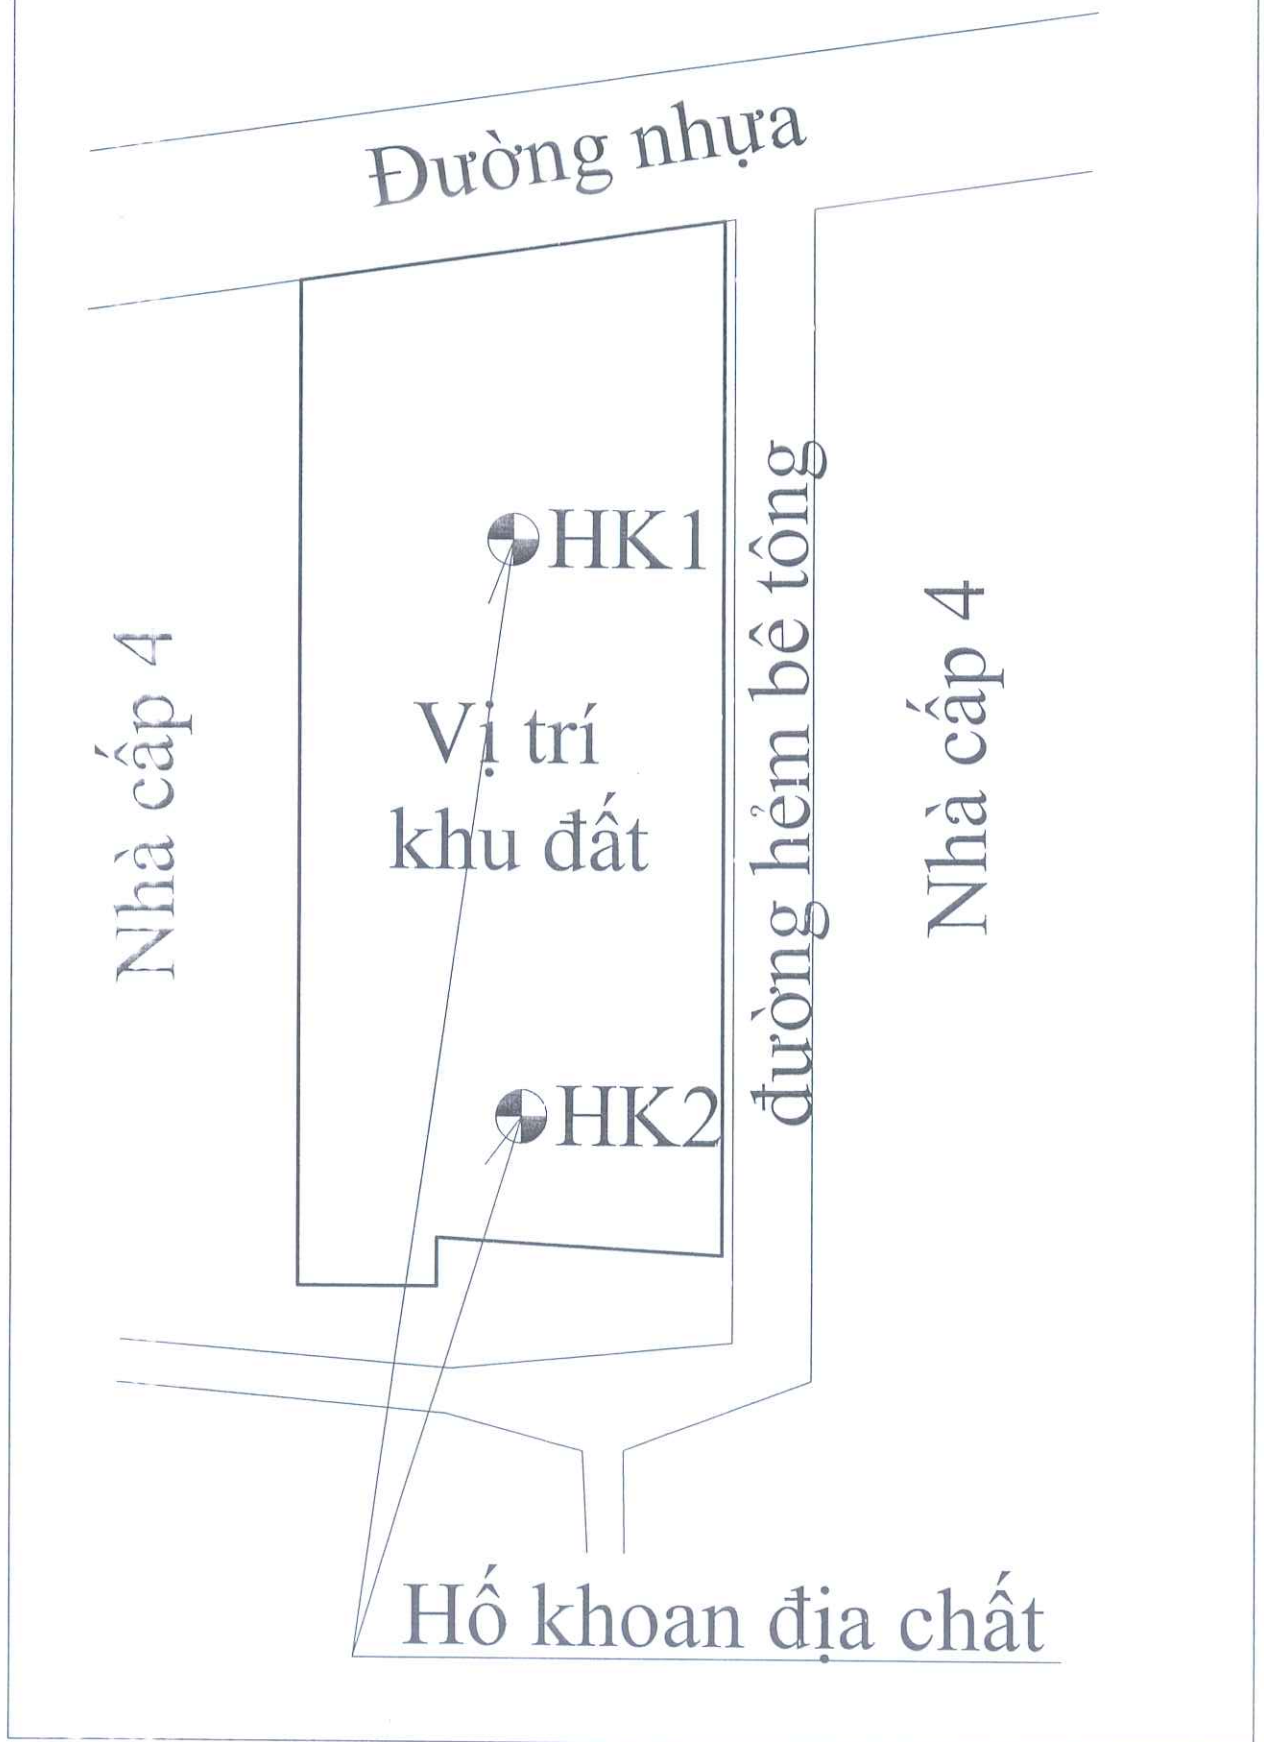 Đường nhựa
HK1
Vị trí
khu đất
Nhà cấp 4
đường hẻm bê tông
Nhà cấp 4
HK2
Hố khoan địa chất